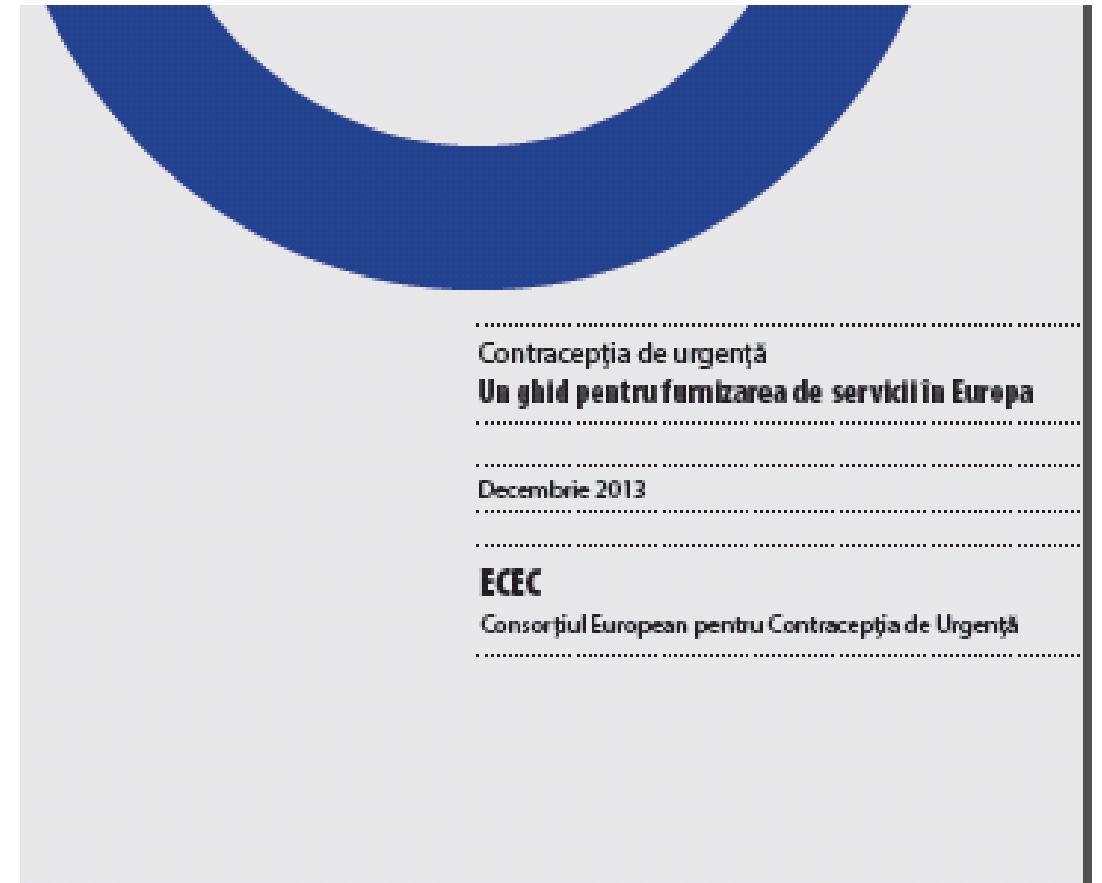 Contracepţia de urgenţă
Un ghid pentru furnizarea de servicii în Europa
Decembrie 2013
ECEC
Consorţiul European pentru Contracepţia de Urgenţă